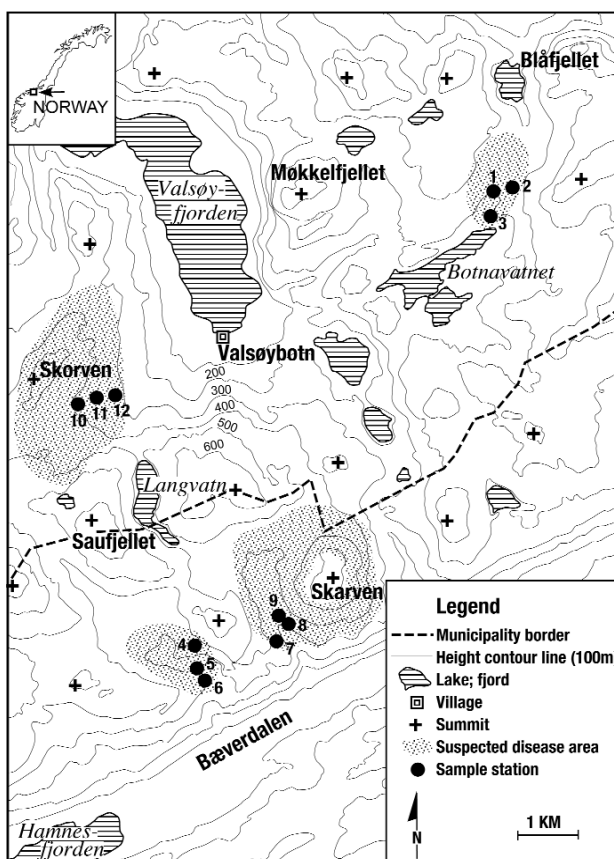 NORWAY
Blåfjellet
Møkkelfjellet
Valsøy-
fjorden
1
2
3
Botnavatnet
Valsøybotn
Skorven
200
300
400
500
600
10
11
12
Langvatn
Saufjellet
Skarven
9
8
7
4
5
6
Bæverdalen
Hamnes-
fjorden
Legend
Municipality border
Height contour line (100m)
Lake; fjord
Village
Summit
Suspected disease area
Sample station
N
1 KM